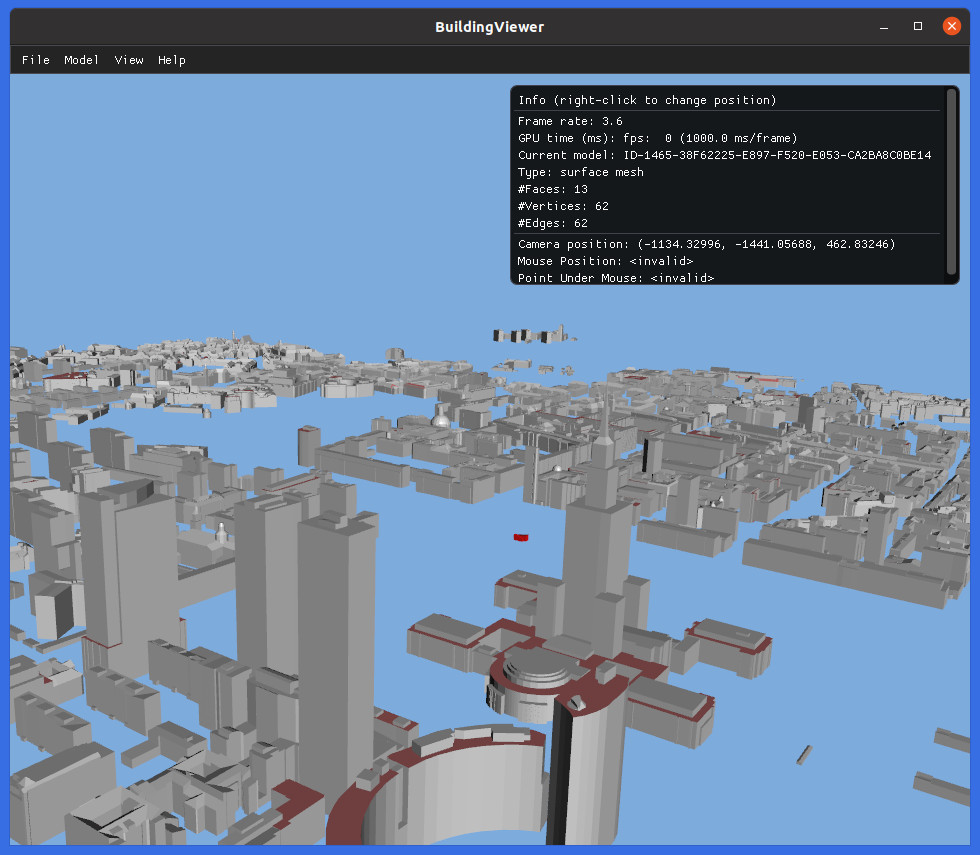 BuildingViewer
File Model View Help
Info (right-click to change position)
Frame rate: 3.6
GPU time (ms): fps:  0 (1000.0 ms/frame)
Current model: ID-1465-38F62225-E897-F520-E053-CA2BA8C0BE14
Type: surface mesh
#Faces: 13
#Vertices: 62
#Edges: 62
Camera position: (-1134.32996, -1441.05688, 462.83246)
Mouse Position: <invalid>
Point Under Mouse: <invalid>